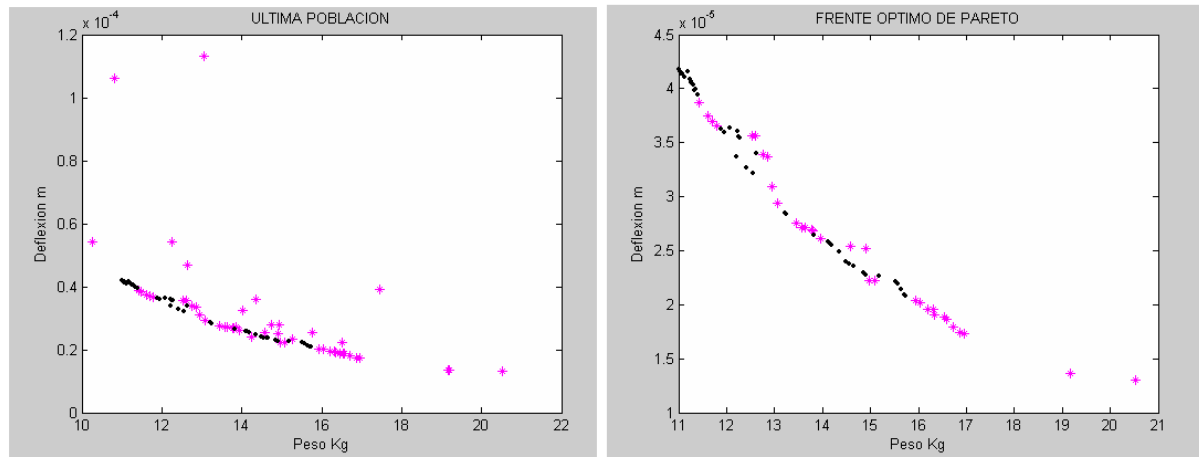 ULTIMA POBLACION
x 10^-4
1.2
1
0.8
0.6
0.4
0.2
0
Deflexion m
10 12 14 16 18 20 22
Peso Kg
FRENTE OPTIMO DE PARETO
x 10^-5
4.5
4
3.5
3
2.5
2
1.5
1
Deflexion m
11 12 13 14 15 16 17 18 19 20 21
Peso Kg